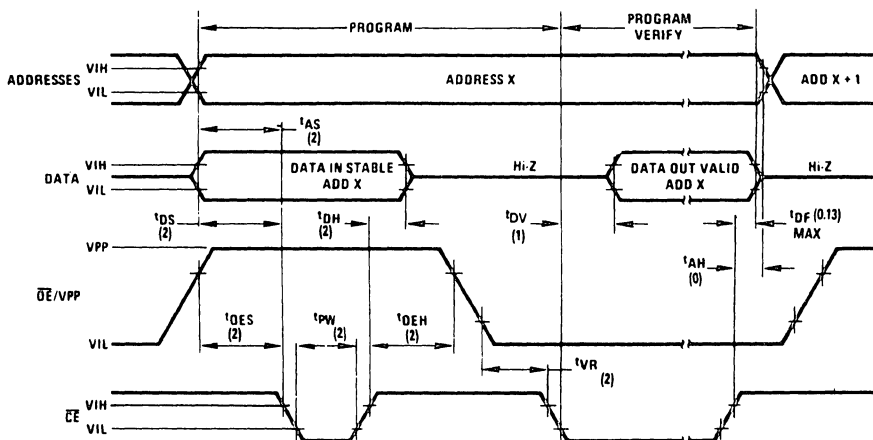 PROGRAM
PROGRAM
VERIFY
ADDRESSES
VIH
VIL
ADDRESS X
ADD X + 1
tAS
(2)
DATA
VIH
VIL
DATA IN STABLE
ADD X
Hi-Z
DATA OUT VALID
ADD X
Hi-Z
tDS
(2)
tDH
(2)
tDV
(1)
tDF (0.13)
MAX
tAH
(0)
VPP
OE/VPP
VIL
tOES
(2)
tPW
(2)
tOEH
(2)
tVR
(2)
CE
VIH
VIL